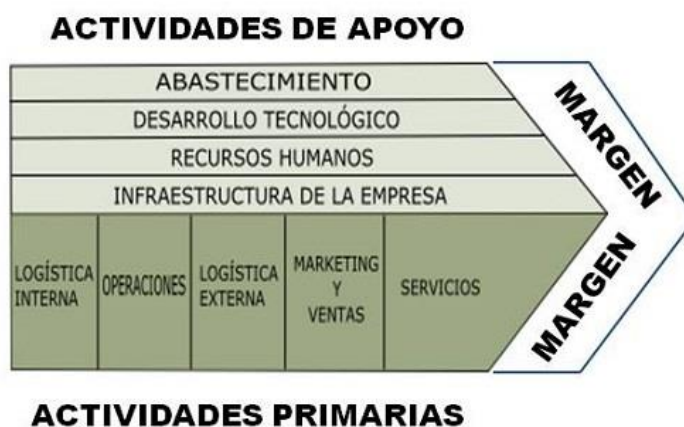 ACTIVIDADES DE APOYO
ABASTECIMIENTO
DESARROLLO TECNOLÓGICO
RECURSOS HUMANOS
INFRAESTRUCTURA DE LA EMPRESA
MARGEN
LOGÍSTICA
INTERNA
OPERACIONES
LOGÍSTICA
EXTERNA
MARKETING
Y
VENTAS
SERVICIOS
MARGEN
ACTIVIDADES PRIMARIAS